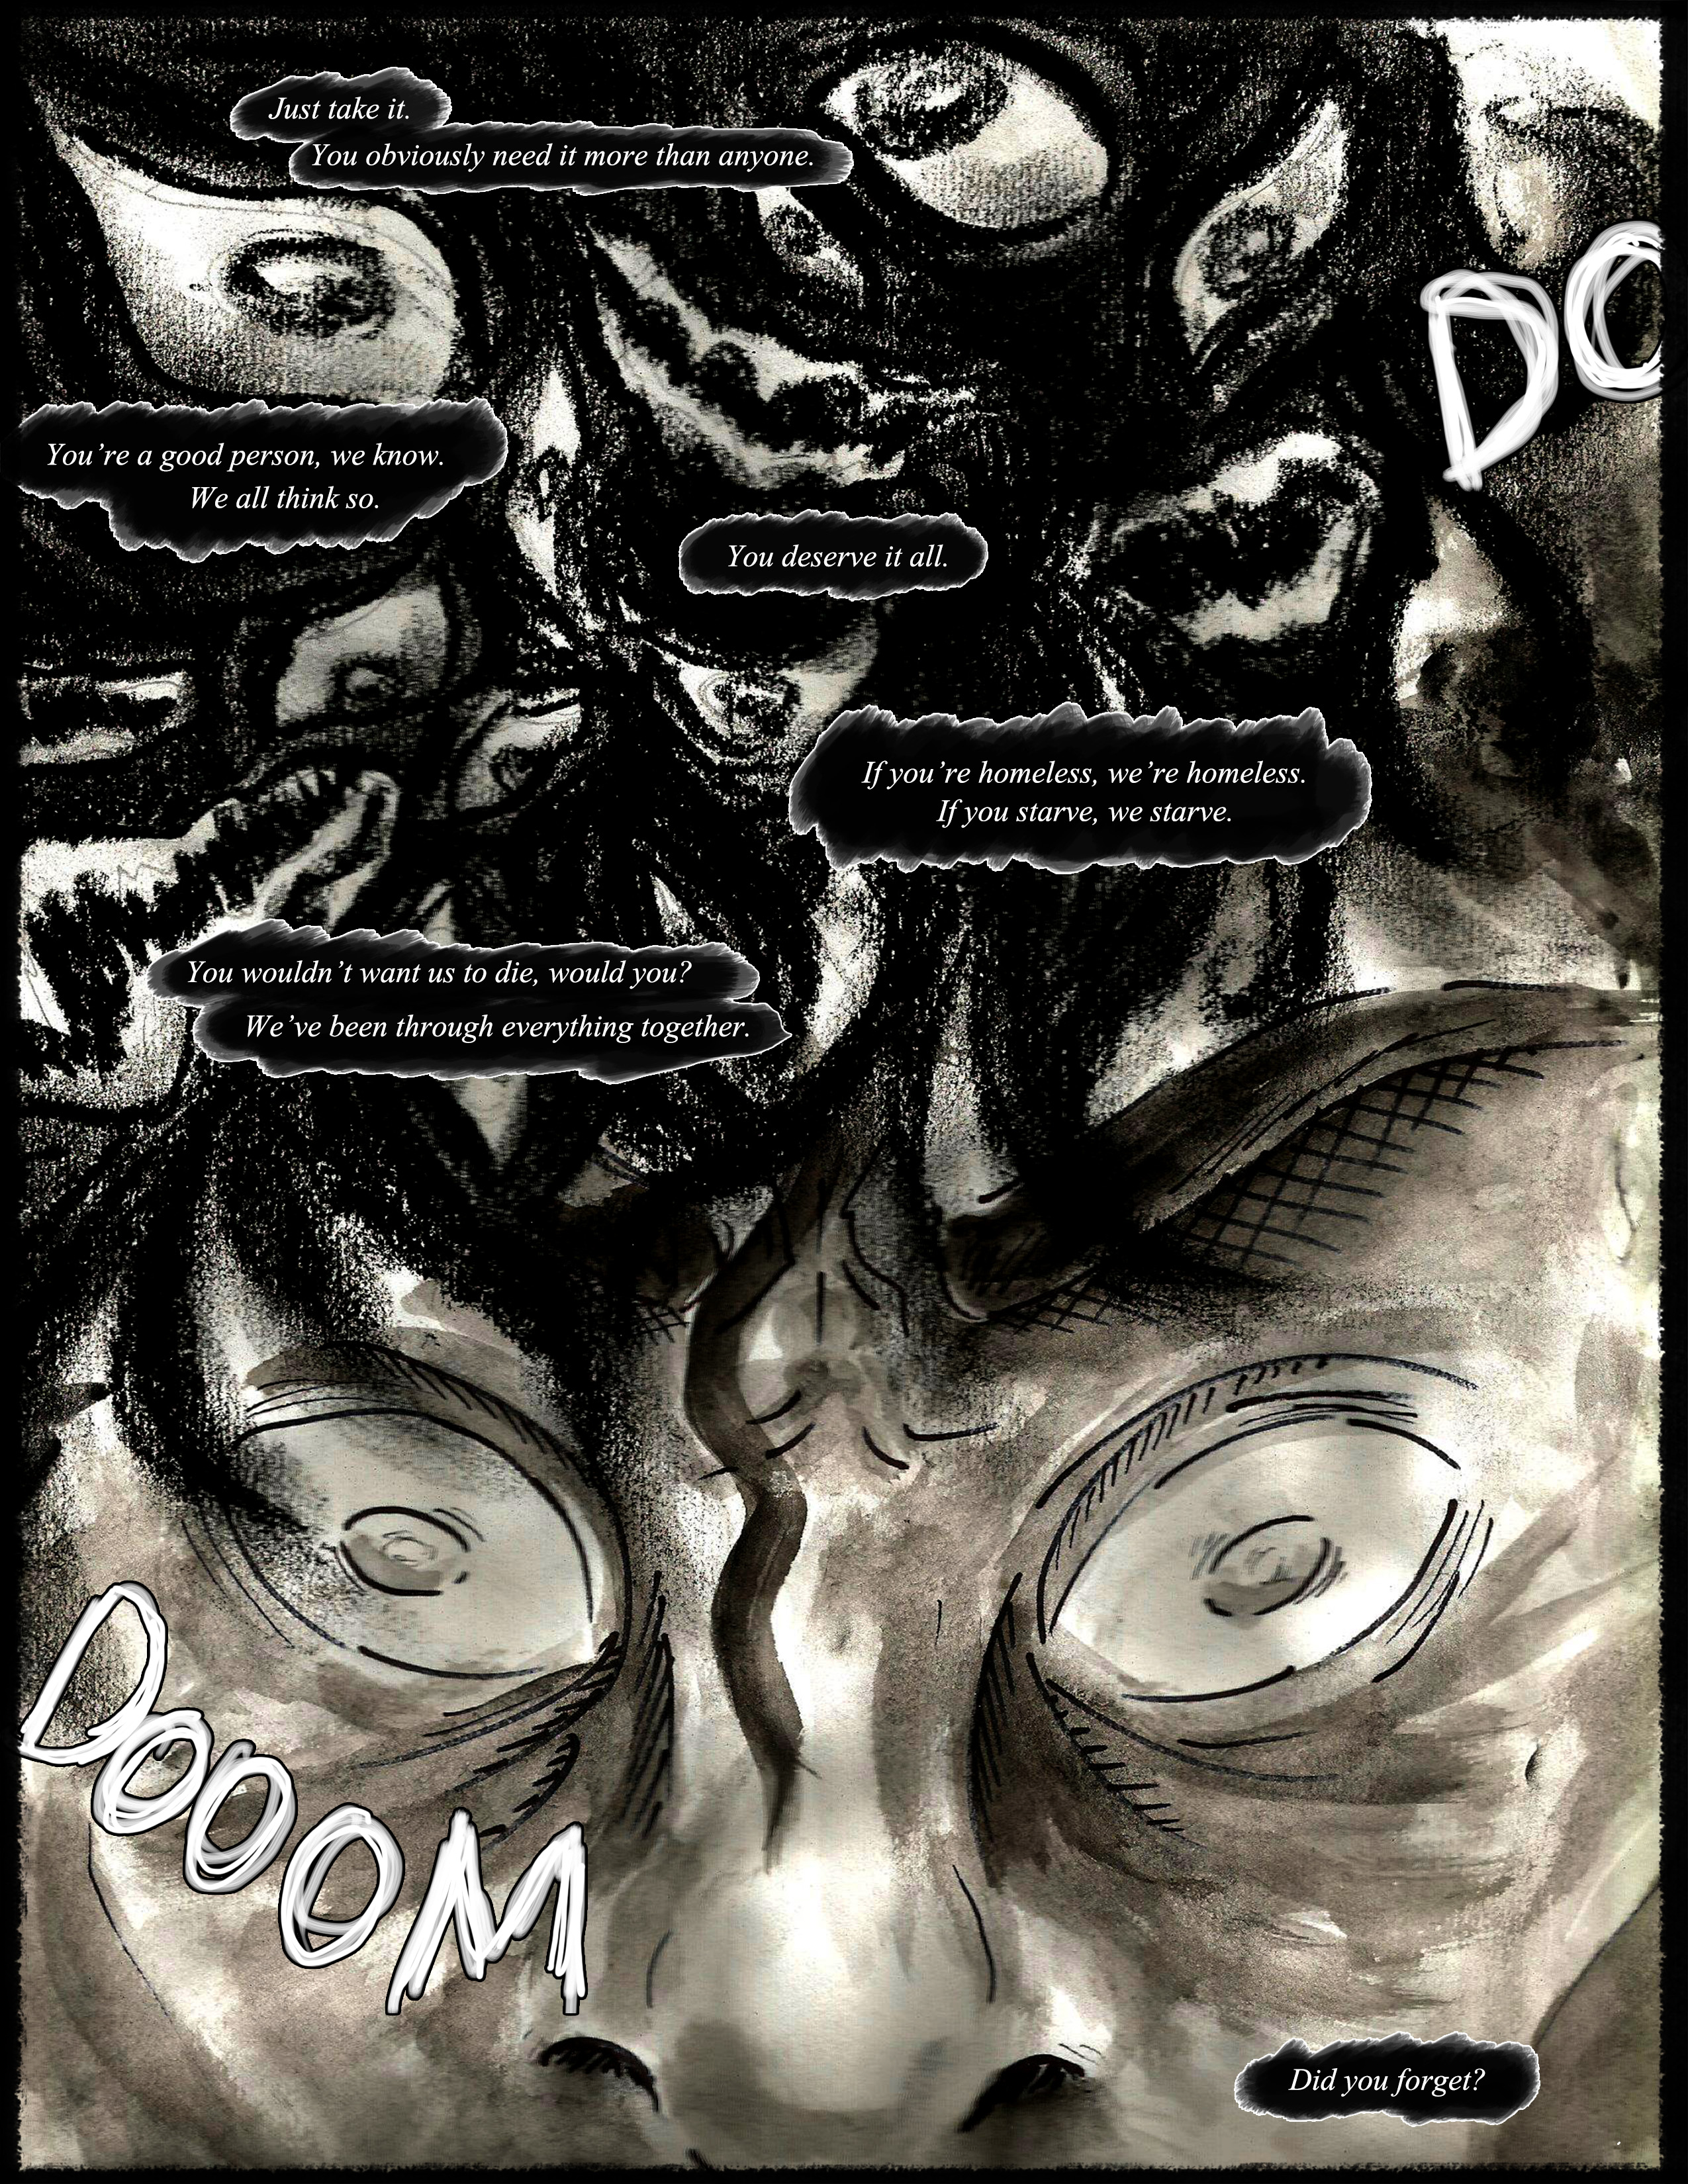 Just take it.
You obviously need it more than anyone.
DO
You're a good person, we know.
We all think so.
You deserve it all.
If you're homeless, we're homeless.
If you starve, we starve.
You wouldn't want us to die, would you?
We've been through everything together.
DOOOM
Did you forget?